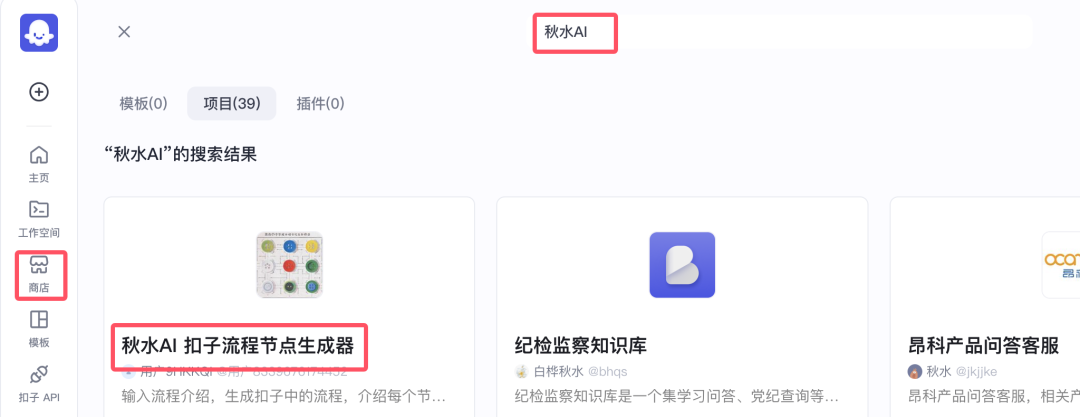 秋水AI
模板(0) 项目(39) 插件(0)
“秋水AI”的搜索结果
主页
工作空间
商店
模板
扣子 API
秋水AI 扣子流程节点生成器
输入流程介绍，生成扣子中的流程，介绍每个节...
纪检监察知识库
白桦秋水 @bhqs
纪检监察知识库是一个集学习问答、党纪查询等...
昂科产品问答客服
秋水 @jkjjke
昂科产品问答客服，相关产